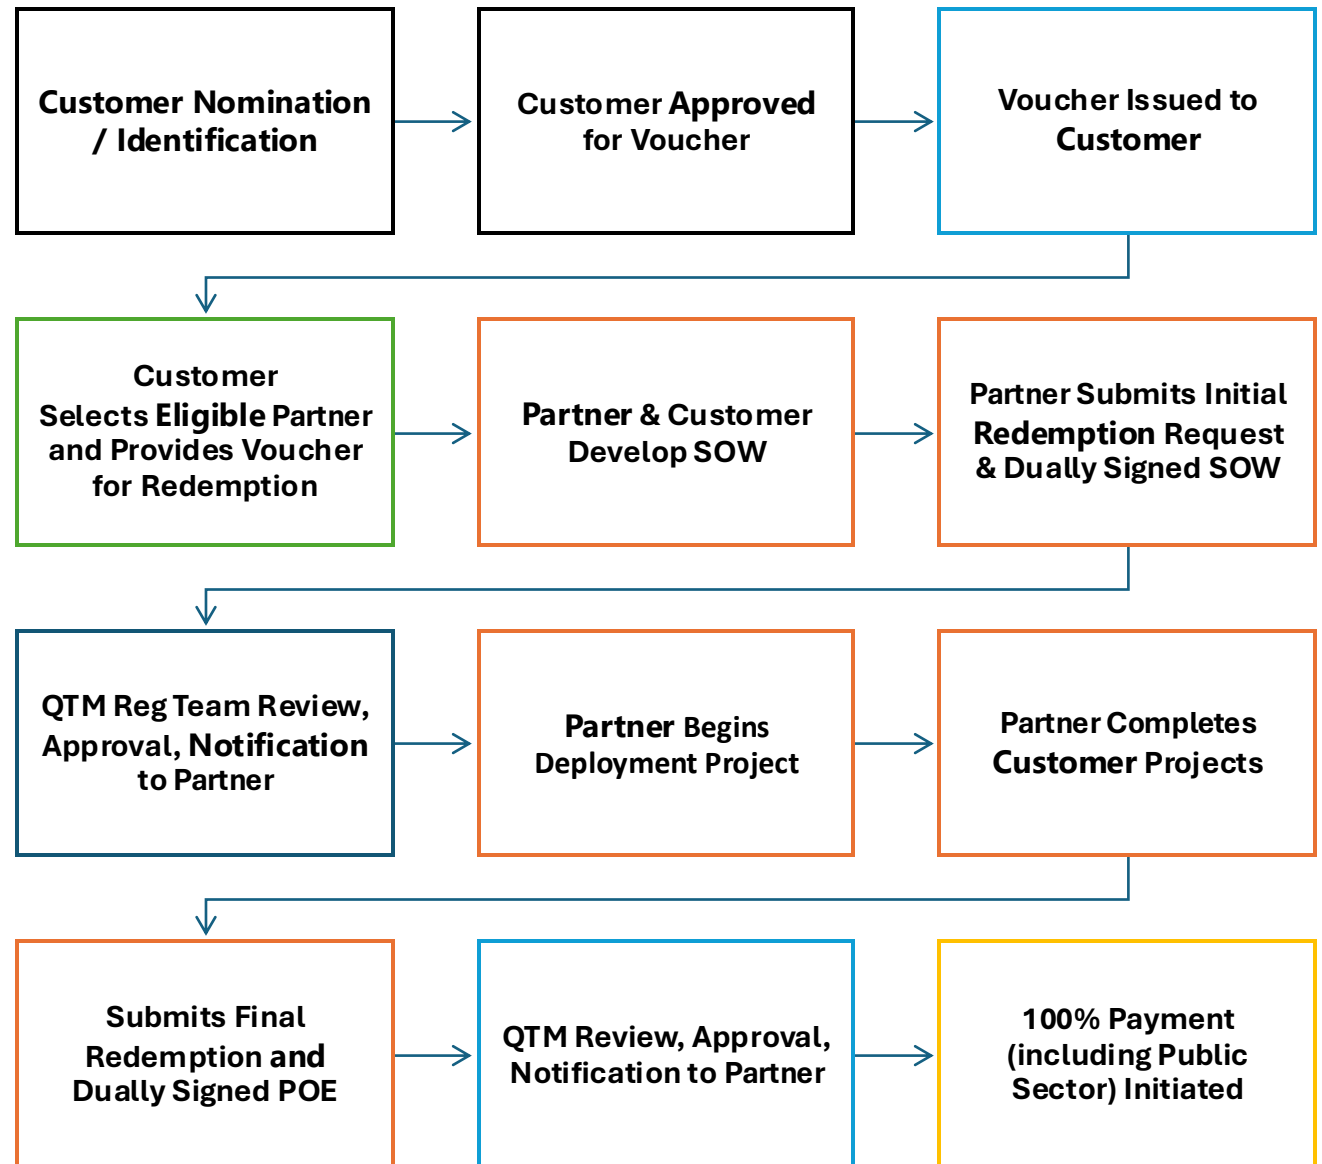 Customer Nomination
/ Identification
Customer Approved
for Voucher
Voucher Issued to
Customer
Customer
Selects Eligible Partner
and Provides Voucher
for Redemption
Partner & Customer
Develop SOW
Partner Submits Initial
Redemption Request
& Dually Signed SOW
QTM Reg Team Review,
Approval, Notification
to Partner
Partner Begins
Deployment Project
Partner Completes
Customer Projects
Submits Final
Redemption and
Dually Signed POE
QTM Review, Approval,
Notification to Partner
100% Payment
(including Public
Sector) Initiated